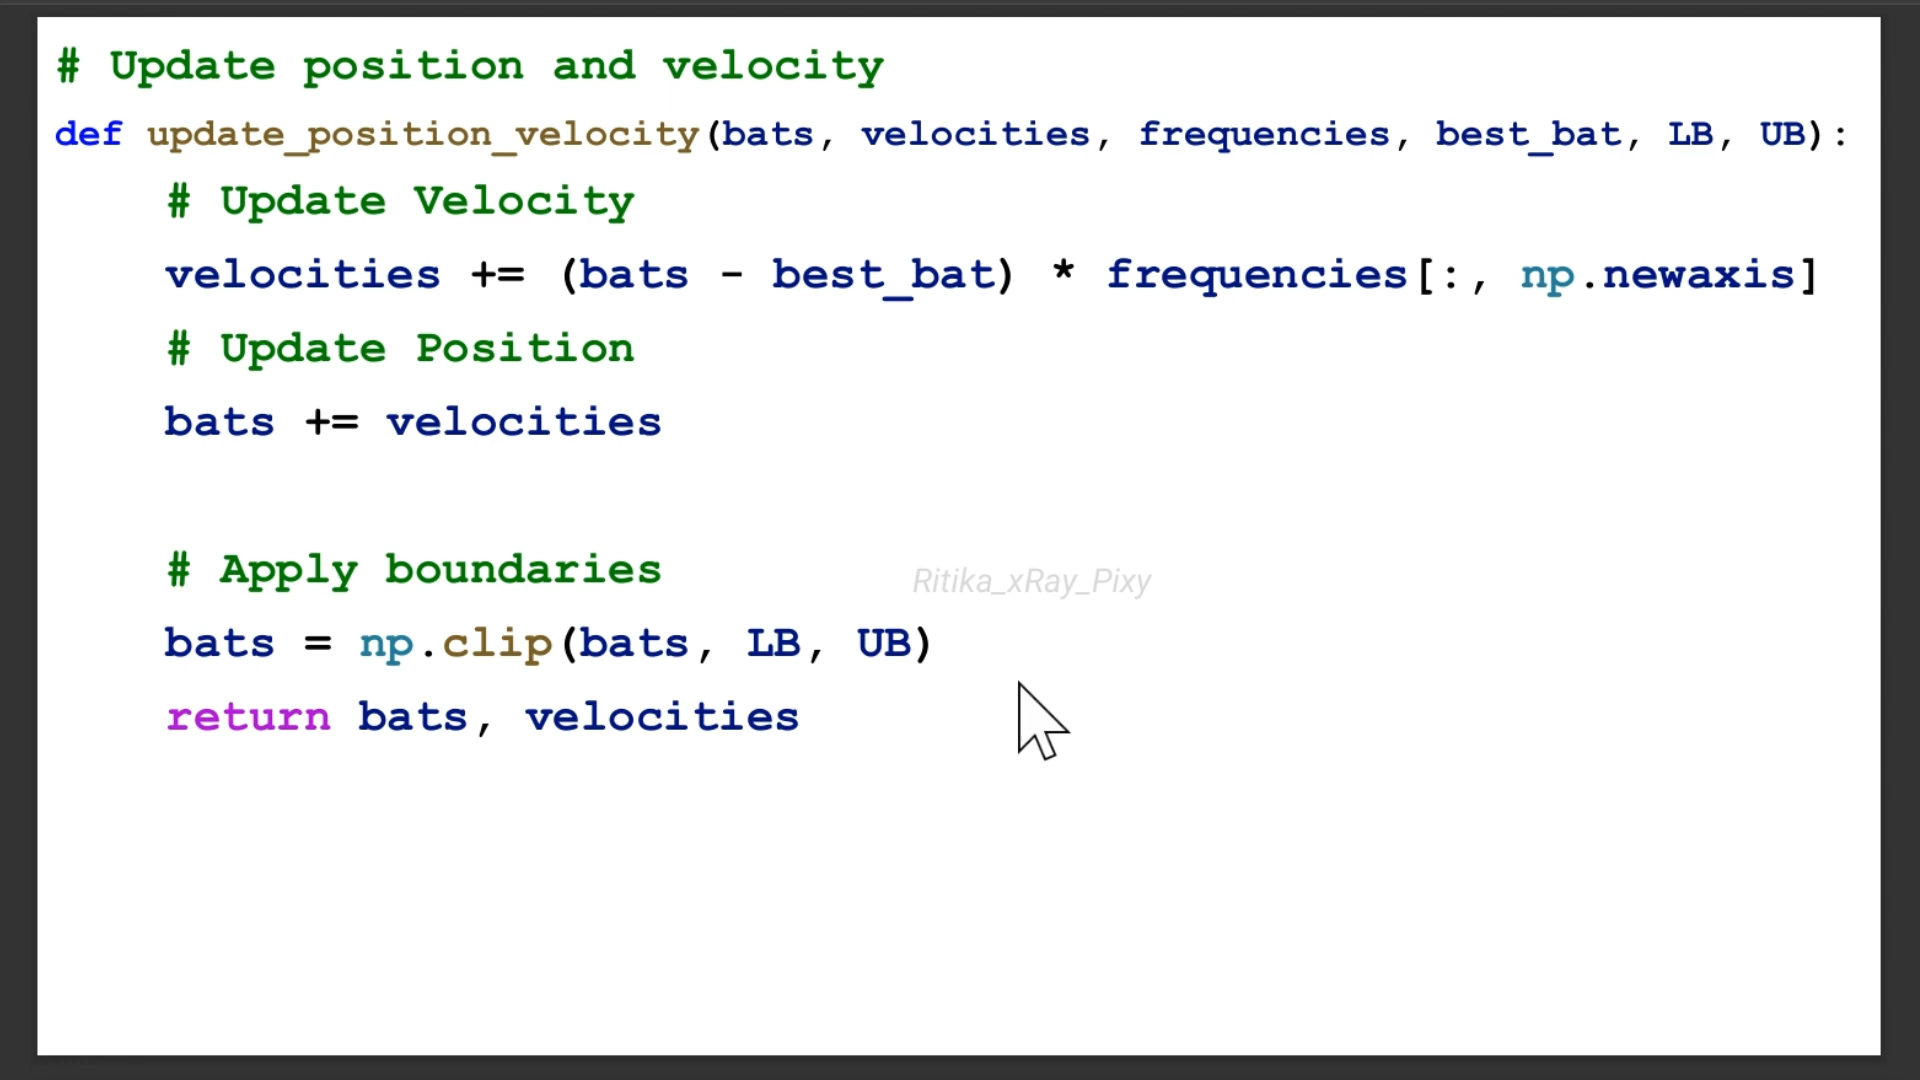 # Update position and velocity
def update_position_velocity(bats, velocities, frequencies, best_bat, LB, UB):
    # Update Velocity
    velocities += (bats - best_bat) * frequencies[:, np.newaxis]
    # Update Position
    bats += velocities
    # Apply boundaries
Ritika_xRay_Pixy
    bats = np.clip(bats, LB, UB)
    return bats, velocities